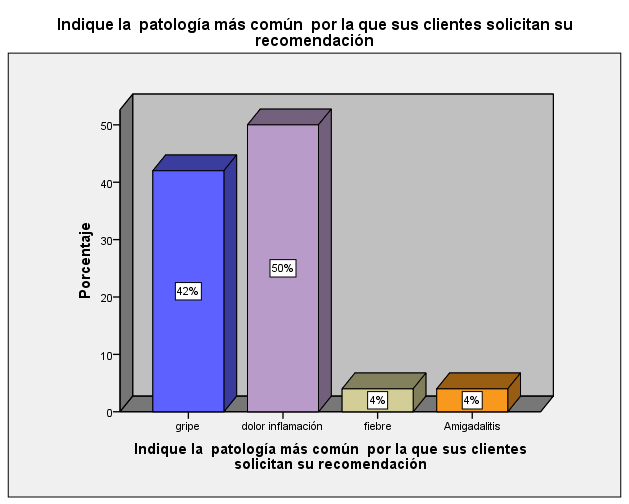 Indique la  patología más común  por la que sus clientes solicitan su
recomendación
Porcentaje
50
40
30
20
10
0
42%
50%
4%
4%
gripe
dolor inflamación
fiebre
Amigadalitis
Indique la  patología más común  por la que sus clientes
solicitan su recomendación